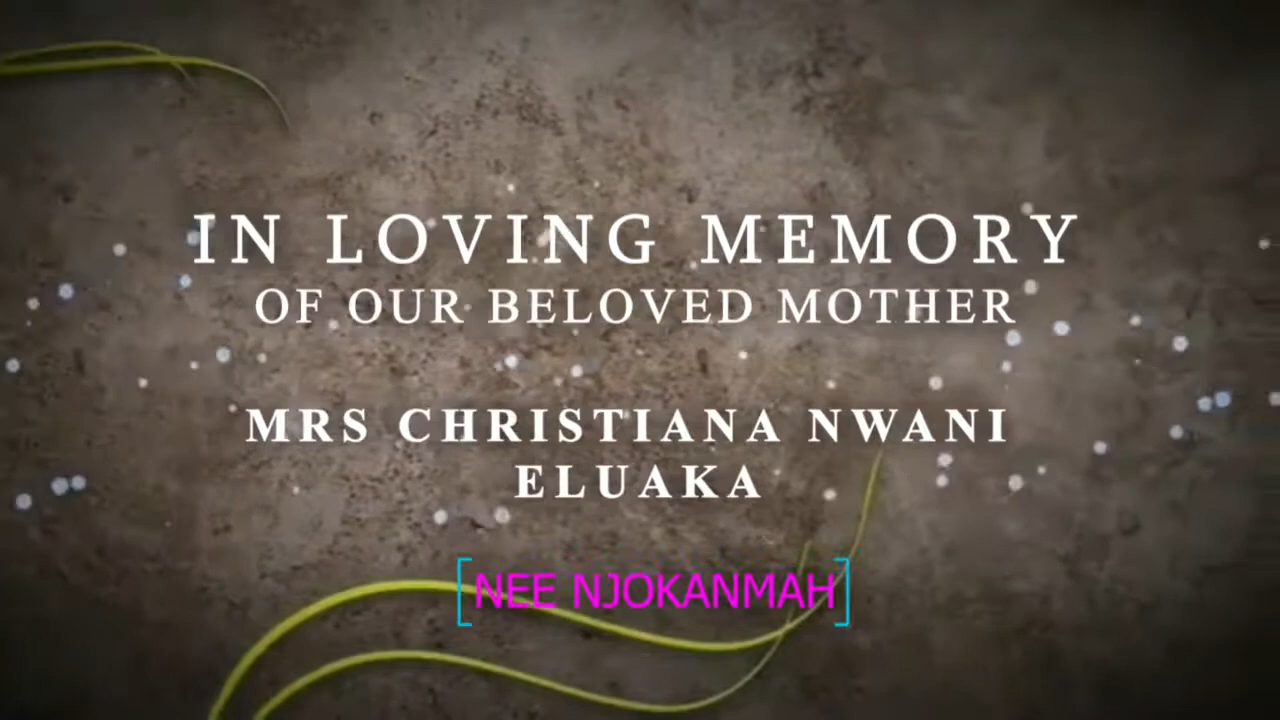 IN LOVING MEMORY
OF OUR BELOVED MOTHER
MRS CHRISTIANA NWANI
ELUAKA
[NEE NJOKANMAH]